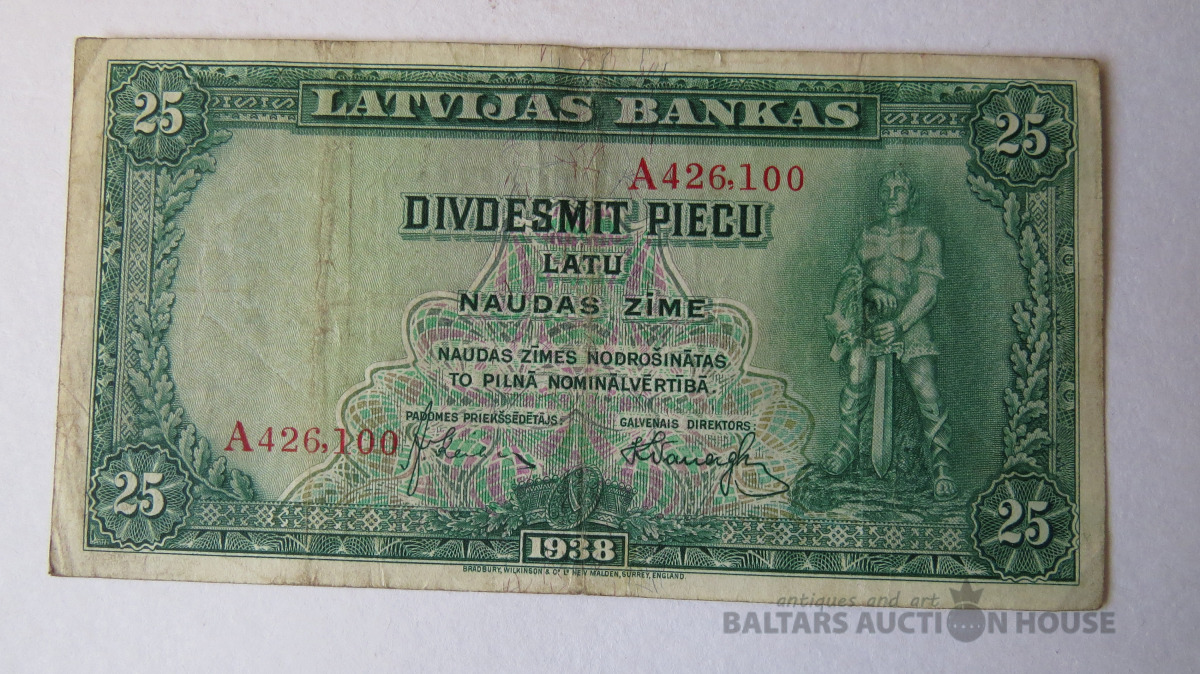 LATVIJAS BANKAS
25
25
A426,100
DIVDESMIT PIECU
LATU
NAUDAS ZĪME
NAUDAS ZĪMES NODROŠINĀTAS
TO PILNĀ NOMINĀLVĒRTĪBĀ.
PADOMES PRIEKŠSĒDĒTĀJS:
GALVENAIS DIREKTORS:
A426,100
25
25
1938
BRADBURY, WILKINSON & Co. Ld. NEW MALDEN, SURREY, ENGLAND.
antiques and art
BALTARS AUCTION HOUSE